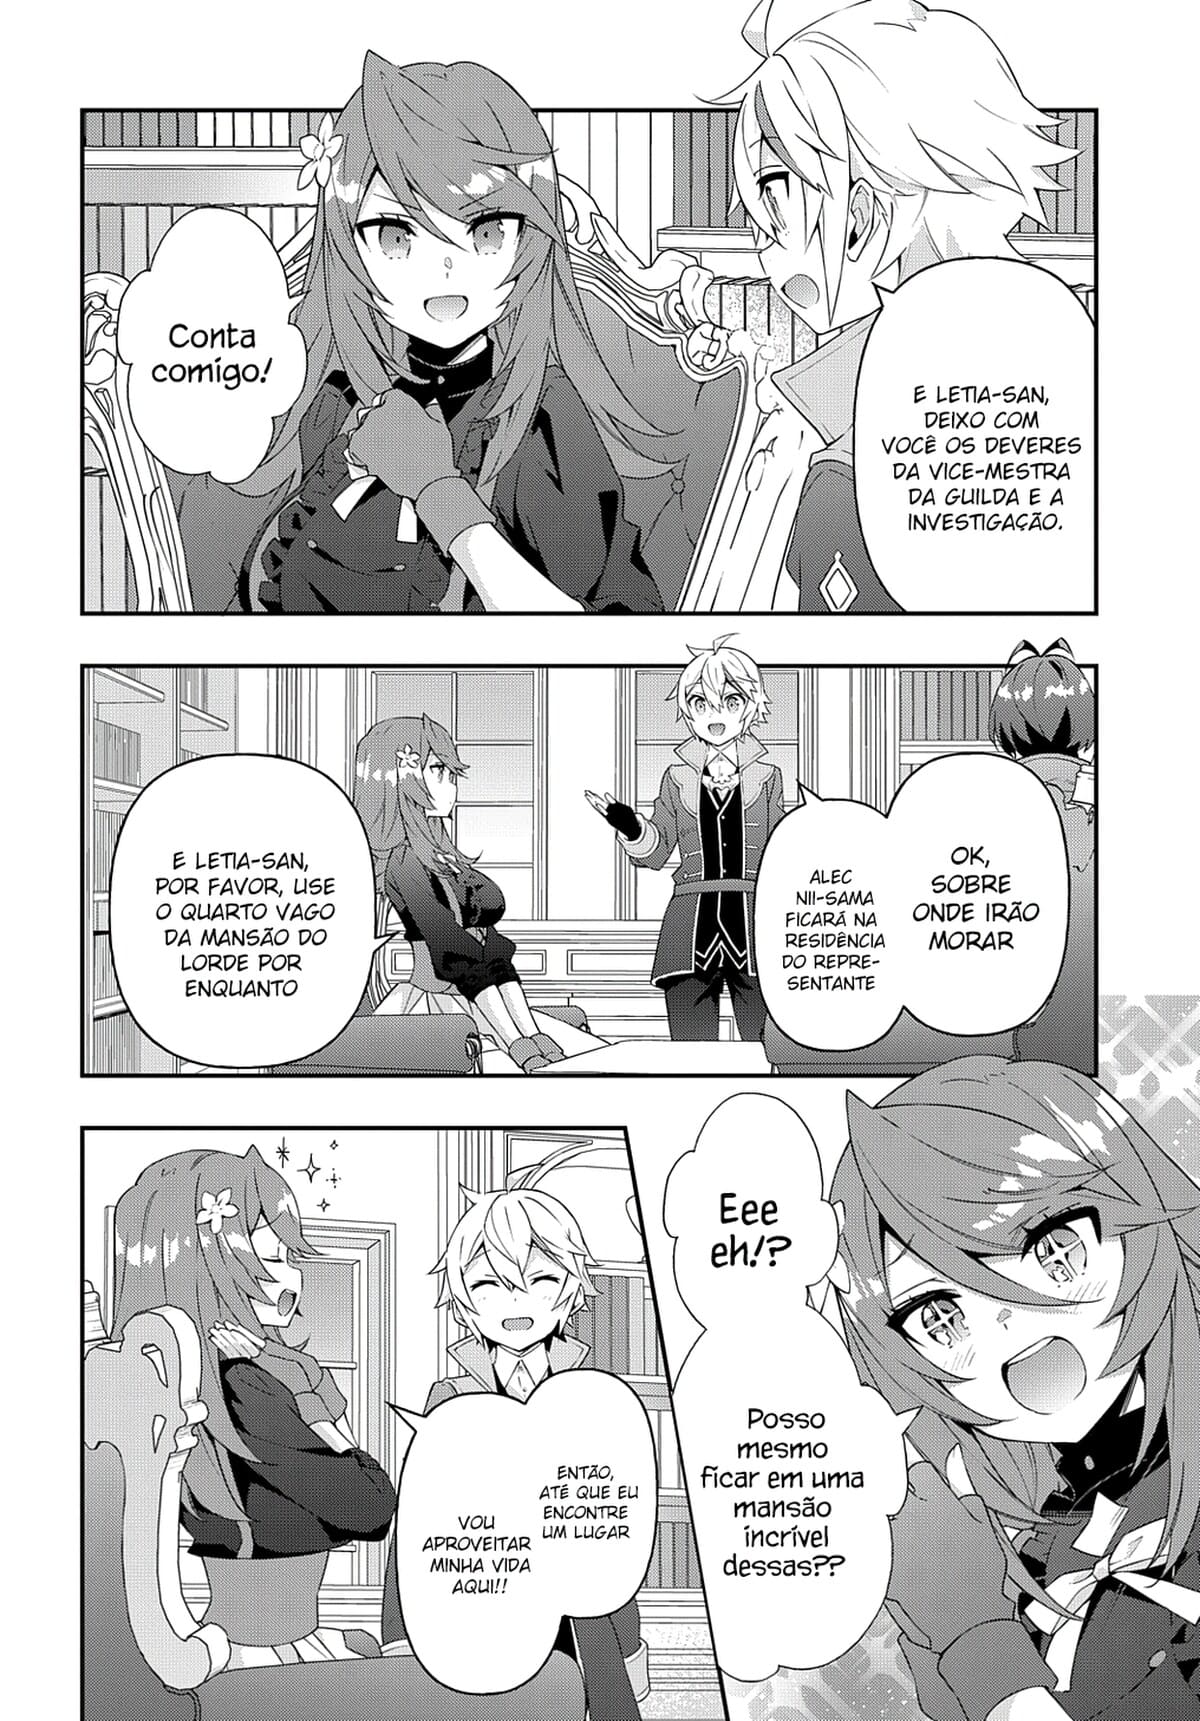 E LETIA-SAN,
DEIXO COM
VOCÊ OS DEVERES
DA VICE-MESTRA
DA GUILDA E A
INVESTIGAÇÃO.
Conta
comigo!
OK,
SOBRE
ONDE IRÃO
MORAR
ALEC
NII-SAMA
FICARÁ NA
RESIDÊNCIA
DO REPRE-
SENTANTE
E LETIA-SAN,
POR FAVOR, USE
O QUARTO VAGO
DA MANSÃO DO
LORDE POR
ENQUANTO
Eee
eh!?
Posso
mesmo
ficar em uma
mansão
incrível
dessas??
ENTÃO,
ATÉ QUE EU
ENCONTRE
UM LUGAR
VOU
APROVEITAR
MINHA VIDA
AQUI!!